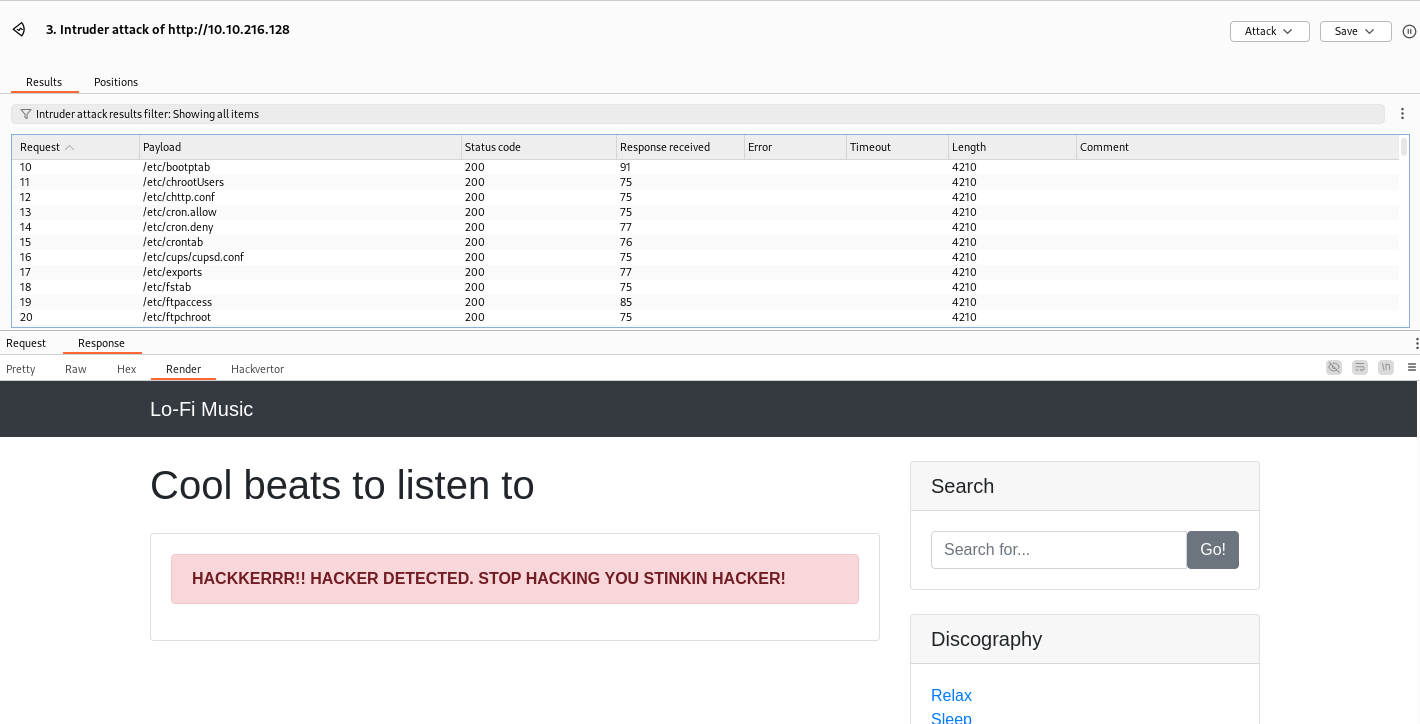 3. Intruder attack of http://10.10.216.128
Attack
Save
Results Positions
Intruder attack results filter: Showing all items
Request Payload Status code Response received Error Timeout Length Comment
10 /etc/bootptab 200 91 4210
11 /etc/chrootUsers 200 75 4210
12 /etc/chttp.conf 200 75 4210
13 /etc/cron.allow 200 75 4210
14 /etc/cron.deny 200 77 4210
15 /etc/crontab 200 76 4210
16 /etc/cups/cupsd.conf 200 75 4210
17 /etc/exports 200 77 4210
18 /etc/fstab 200 75 4210
19 /etc/ftpaccess 200 85 4210
20 /etc/ftpchroot 200 75 4210
Request Response
Pretty Raw Hex Render Hackvertor
\n
Lo-Fi Music
Cool beats to listen to
HACKKERRR!! HACKER DETECTED. STOP HACKING YOU STINKIN HACKER!
Search
Search for... Go!
Discography
Relax
Sleep